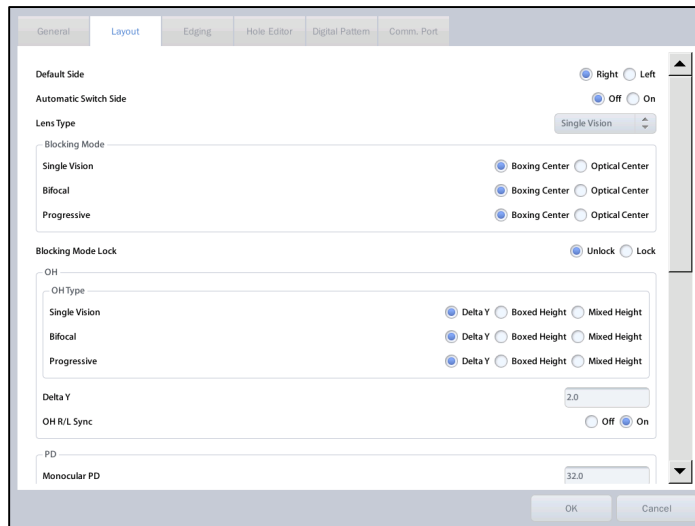 General Layout Edging Hole Editor Digital Pattern Comm. Port
Default Side Right Left
Automatic Switch Side Off On
Lens Type Single Vision
Blocking Mode
Single Vision Boxing Center Optical Center
Bifocal Boxing Center Optical Center
Progressive Boxing Center Optical Center
Blocking Mode Lock Unlock Lock
OH
OH Type
Single Vision Delta Y Boxed Height Mixed Height
Bifocal Delta Y Boxed Height Mixed Height
Progressive Delta Y Boxed Height Mixed Height
Delta Y 2.0
OH R/L Sync Off On
PD
Monocular PD 32.0
OK Cancel